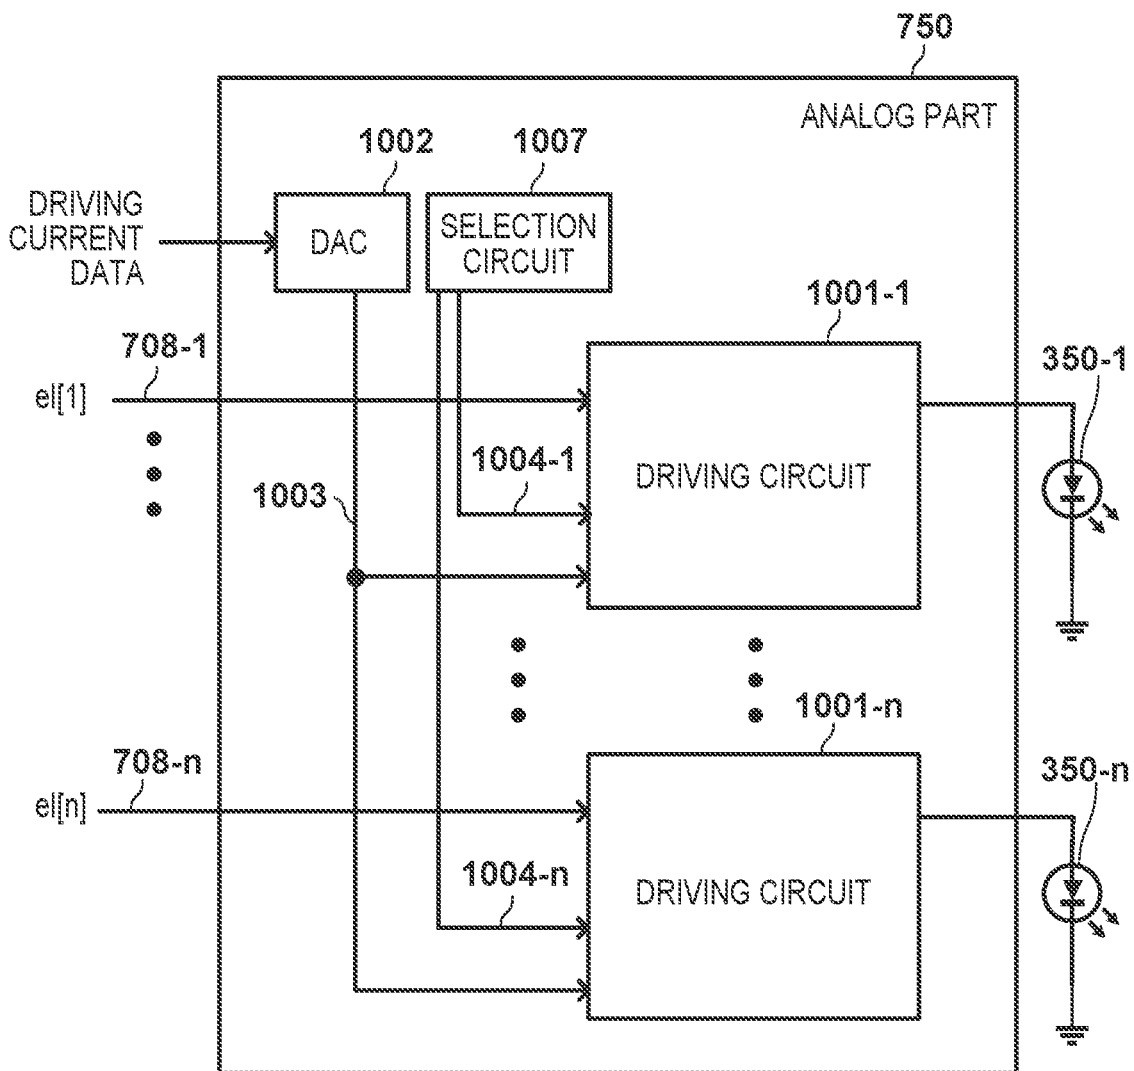 750
ANALOG PART
1002
1007
DRIVING
CURRENT
DATA
DAC
SELECTION
CIRCUIT
1001-1
708-1
350-1
el[1]
1004-1
DRIVING CIRCUIT
1003
1001-n
708-n
350-n
el[n]
1004-n
DRIVING CIRCUIT